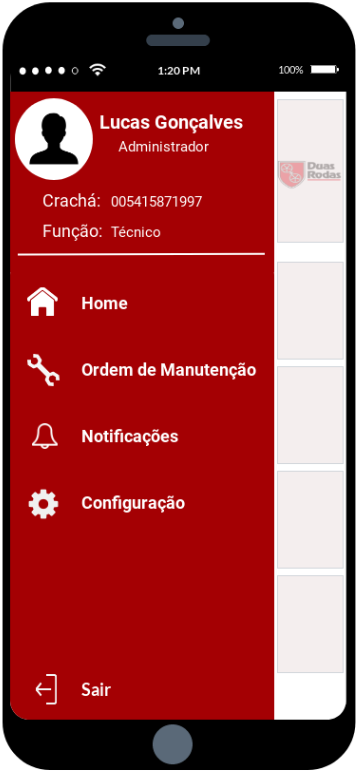 1:20 PM
100%
Lucas Gonçalves
Administrador
Crachá: 005415871997
Função: Técnico
Duas
Rodas
Home
Ordem de Manutenção
Notificações
Configuração
Sair